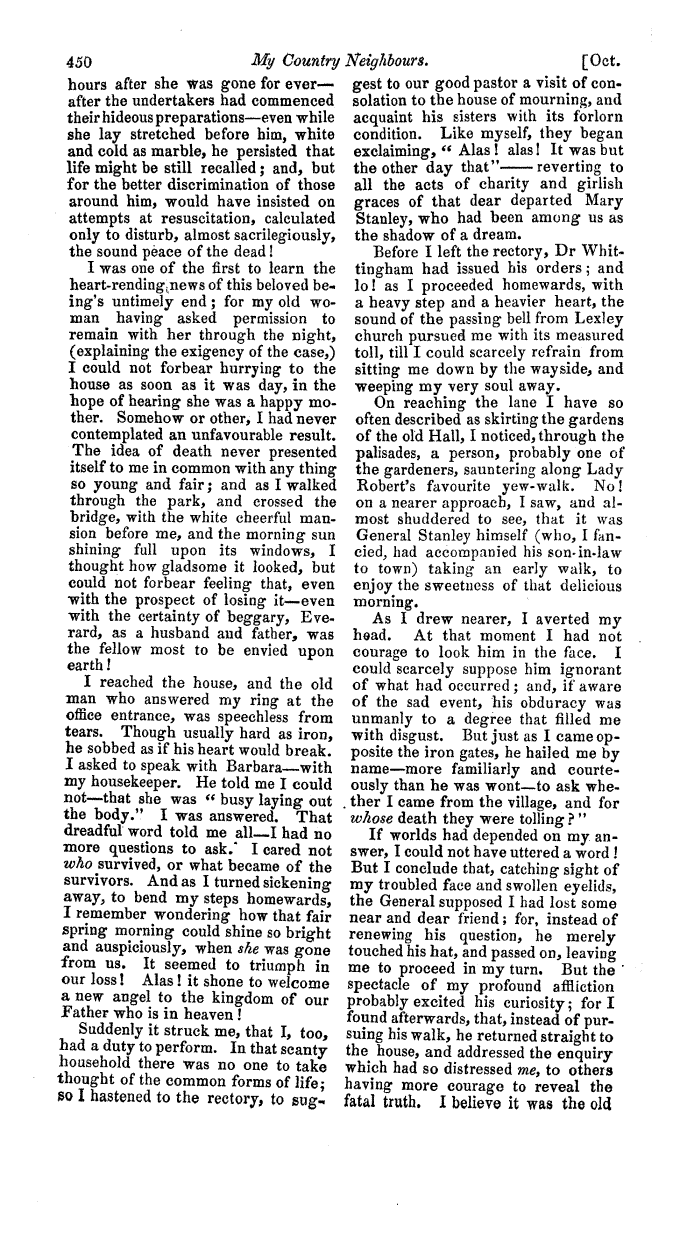 450 My Country Neighbours. [Oct.
hours after she was gone for ever—
after the undertakers had commenced
their hideous preparations—even while
she lay stretched before him, white
and cold as marble, he persisted that
life might be still recalled; and, but
for the better discrimination of those
around him, would have insisted on
attempts at resuscitation, calculated
only to disturb, almost sacrilegiously,
the sound peace of the dead!
I was one of the first to learn the
heart-rending news of this beloved be-
ing's untimely end; for my old wo-
man having asked permission to
remain with her through the night,
(explaining the exigency of the case,)
I could not forbear hurrying to the
house as soon as it was day, in the
hope of hearing she was a happy mo-
ther. Somehow or other, I had never
contemplated an unfavourable result.
The idea of death never presented
itself to me in common with any thing
so young and fair; and as I walked
through the park, and crossed the
bridge, with the white cheerful man-
sion before me, and the morning sun
shining full upon its windows, I
thought how gladsome it looked, but
could not forbear feeling that, even
with the prospect of losing it—even
with the certainty of beggary, Eve-
rard, as a husband and father, was
the fellow most to be envied upon
earth!
I reached the house, and the old
man who answered my ring at the
office entrance, was speechless from
tears. Though usually hard as iron,
he sobbed as if his heart would break.
I asked to speak with Barbara—with
my housekeeper. He told me I could
not—that she was “ busy laying out
the body.” I was answered. That
dreadful word told me all—I had no
more questions to ask. I cared not
who survived, or what became of the
survivors. And as I turned sickening
away, to bend my steps homewards,
I remember wondering how that fair
spring morning could shine so bright
and auspiciously, when she was gone
from us. It seemed to triumph in
our loss! Alas! it shone to welcome
a new angel to the kingdom of our
Father who is in heaven!
Suddenly it struck me, that I, too,
had a duty to perform. In that scanty
household there was no one to take
thought of the common forms of life;
so I hastened to the rectory, to sug-
gest to our good pastor a visit of con-
solation to the house of mourning, and
acquaint his sisters with its forlorn
condition. Like myself, they began
exclaiming, “ Alas! alas! It was but
the other day that”—— reverting to
all the acts of charity and girlish
graces of that dear departed Mary
Stanley, who had been among us as
the shadow of a dream.
Before I left the rectory, Dr Whit-
tingham had issued his orders; and
lo! as I proceeded homewards, with
a heavy step and a heavier heart, the
sound of the passing bell from Lexley
church pursued me with its measured
toll, till I could scarcely refrain from
sitting me down by the wayside, and
weeping my very soul away.
On reaching the lane I have so
often described as skirting the gardens
of the old Hall, I noticed, through the
palisades, a person, probably one of
the gardeners, sauntering along Lady
Robert's favourite yew-walk. No!
on a nearer approach, I saw, and al-
most shuddered to see, that it was
General Stanley himself (who, I fan-
cied, had accompanied his son-in-law
to town) taking an early walk, to
enjoy the sweetness of that delicious
morning.
As I drew nearer, I averted my
head. At that moment I had not
courage to look him in the face. I
could scarcely suppose him ignorant
of what had occurred; and, if aware
of the sad event, his obduracy was
unmanly to a degree that filled me
with disgust. But just as I came op-
posite the iron gates, he hailed me by
name—more familiarly and courte-
ously than he was wont—to ask whe-
ther I came from the village, and for
whose death they were tolling?"
If worlds had depended on my an-
swer, I could not have uttered a word!
But I conclude that, catching sight of
my troubled face and swollen eyelids,
the General supposed I had lost some
near and dear friend; for, instead of
renewing his question, he merely
touched his hat, and passed on, leaving
me to proceed in my turn. But the
spectacle of my profound affliction
probably excited his curiosity; for I
found afterwards, that, instead of pur-
suing his walk, he returned straight to
the house, and addressed the enquiry
which had so distressed me, to others
having more courage to reveal the
fatal truth. I believe it was the old